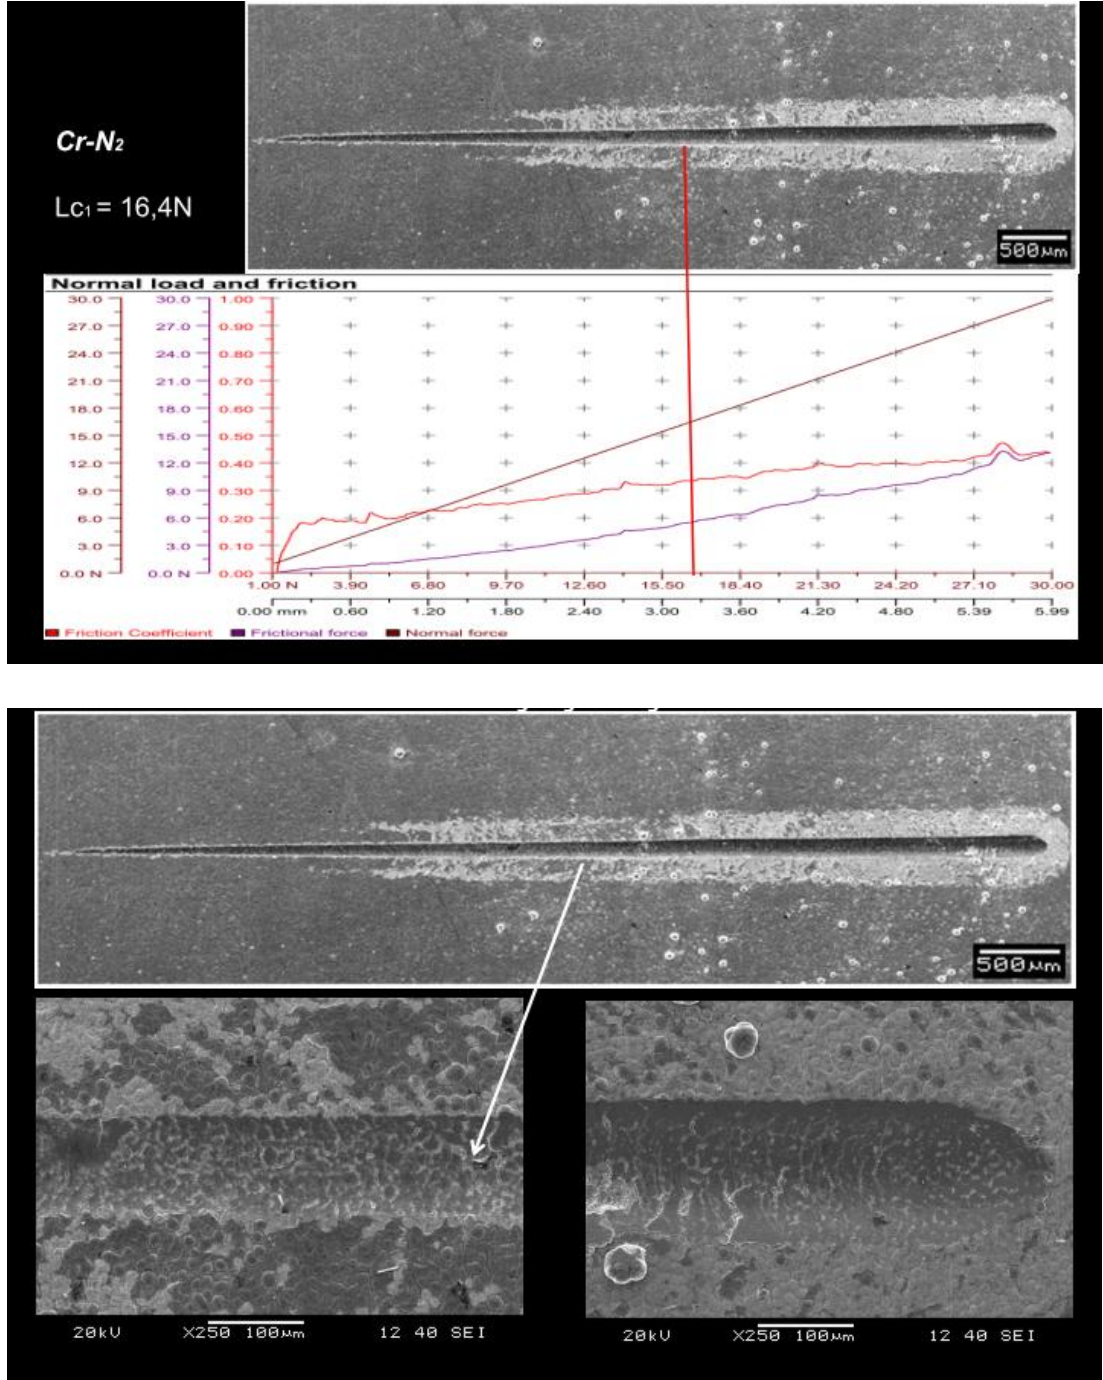 Cr-N2
Lc1 = 16,4N
500µm
Normal load and friction
30.0 30.0 1.00
27.0 27.0 0.90
24.0 24.0 0.80
21.0 21.0 0.70
18.0 18.0 0.60
15.0 15.0 0.50
12.0 12.0 0.40
9.0 9.0 0.30
6.0 6.0 0.20
3.0 3.0 0.10
0.0 N 0.0 N 0.00
1.00 N 3.90 6.80 9.70 12.60 15.50 18.40 21.30 24.20 27.10 30.00
0.00 mm 0.60 1.20 1.80 2.40 3.00 3.60 4.20 4.80 5.39 5.99
Friction Coefficient Frictional force Normal force
500µm
20kU X250 100µm 12 40 SEI
20kU X250 100µm 12 40 SEI